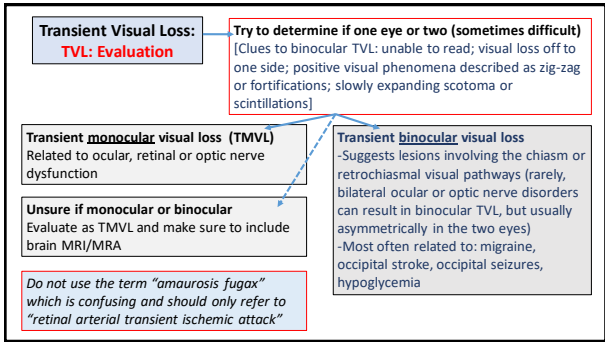 Transient Visual Loss:
TVL: Evaluation
Try to determine if one eye or two (sometimes difficult)
[Clues to binocular TVL: unable to read; visual loss off to
one side; positive visual phenomena described as zig-zag
or fortifications; slowly expanding scotoma or
scintillations]
Transient monocular visual loss (TMVL)
Related to ocular, retinal or optic nerve
dysfunction
Unsure if monocular or binocular
Evaluate as TMVL and make sure to include
brain MRI/MRA
Do not use the term “amaurosis fugax”
which is confusing and should only refer to
“retinal arterial transient ischemic attack”
Transient binocular visual loss
-Suggests lesions involving the chiasm or
retrochiasmal visual pathways (rarely,
bilateral ocular or optic nerve disorders
can result in binocular TVL, but usually
asymmetrically in the two eyes)
-Most often related to: migraine,
occipital stroke, occipital seizures,
hypoglycemia